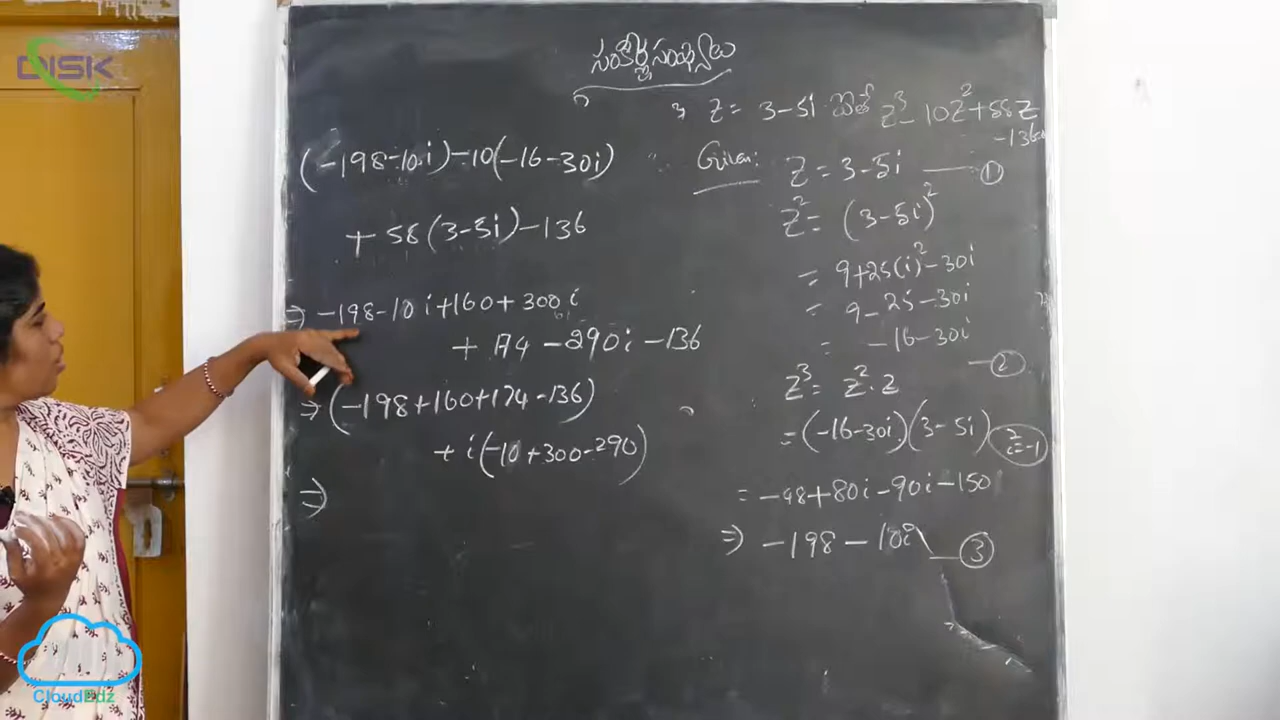 DISK
సంకీర్ణ సంఖ్యలు
⇒ z = 3-5i అయితే z³ - 10z² + 58z
-136
(-198-10i)-10(-16-30i)
+ 58(3-5i)-136
⇒ -198-10i+160+300i
+ 174 -290i -136
⇒ (-198+160+174-136)
+ i(-10+300-290)
⇒
Given: z = 3-5i —— ①
z² = (3-5i)²
= 9+25(i)²-30i
= 9-25-30i
= -16-30i
—②
z³ = z².z
=(-16-30i)(3-5i) i²=-1
= -48+80i-90i-150
⇒ -198-10i —③
CloudEdz